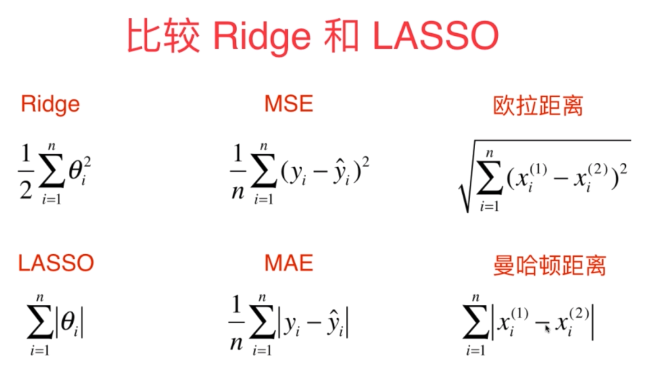 比较 Ridge 和 LASSO
Ridge MSE 欧拉距离
$\frac{1}{2}\sum_{i=1}^{n}\theta_i^2$ $\frac{1}{n}\sum_{i=1}^{n}(y_i-\hat{y}_i)^2$ $\sqrt{\sum_{i=1}^{n}(x_i^{(1)}-x_i^{(2)})^2}$
LASSO MAE 曼哈顿距离
$\sum_{i=1}^{n}|\theta_i|$ $\frac{1}{n}\sum_{i=1}^{n}|y_i-\hat{y}_i|$ $\sum_{i=1}^{n}|x_i^{(1)}-x_i^{(2)}|$